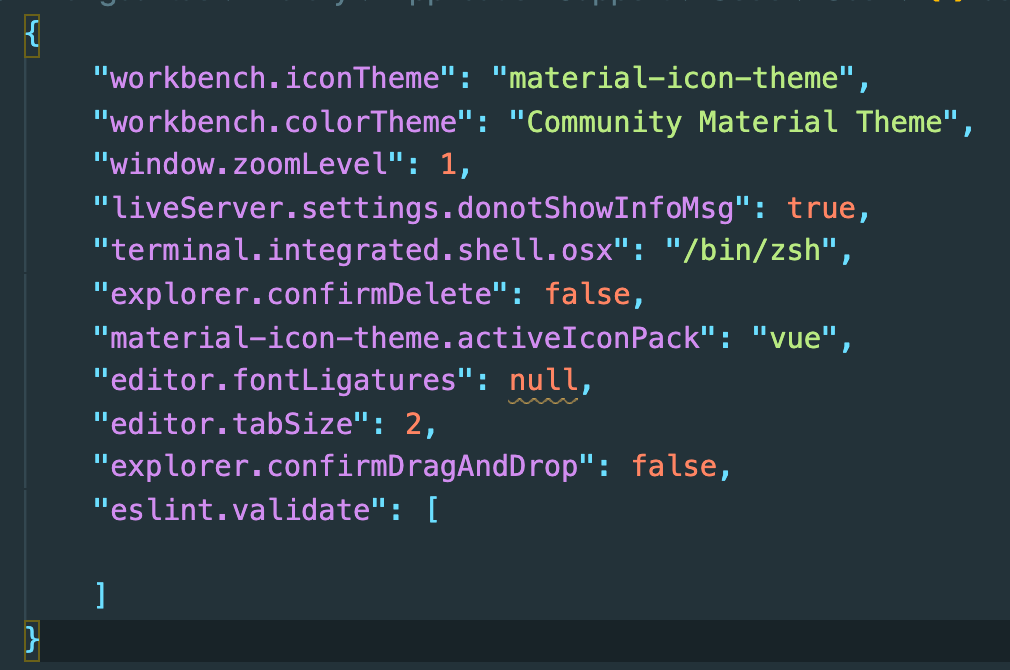 {
"workbench.iconTheme": "material-icon-theme",
"workbench.colorTheme": "Community Material Theme",
"window.zoomLevel": 1,
"liveServer.settings.donotShowInfoMsg": true,
"terminal.integrated.shell.osx": "/bin/zsh",
"explorer.confirmDelete": false,
"material-icon-theme.activeIconPack": "vue",
"editor.fontLigatures": null,
"editor.tabSize": 2,
"explorer.confirmDragAndDrop": false,
"eslint.validate": [
]
}